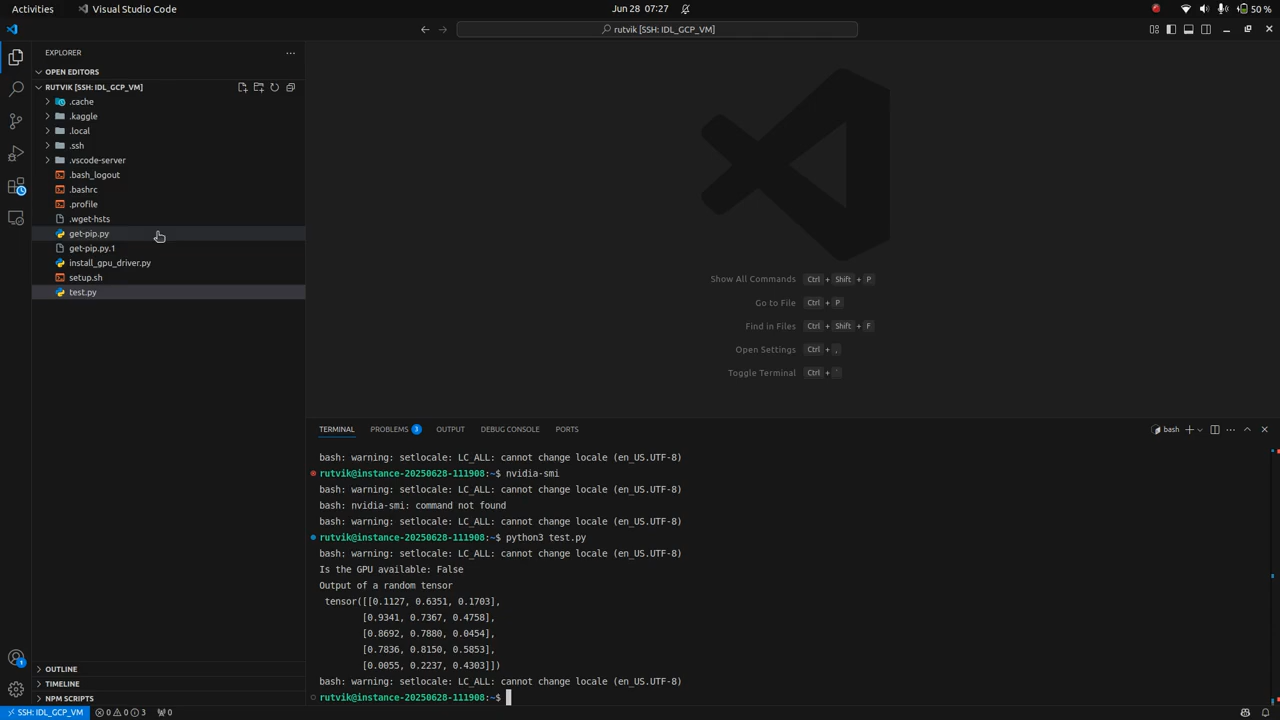 Activities
Visual Studio Code
Jun 28 07:27
50 %
rutvik [SSH: IDL_GCP_VM]
EXPLORER
OPEN EDITORS
RUTVIK [SSH: IDL_GCP_VM]
.cache
.kaggle
.local
.ssh
.vscode-server
.bash_logout
.bashrc
.profile
.wget-hsts
get-pip.py
get-pip.py.1
install_gpu_driver.py
setup.sh
test.py
OUTLINE
TIMELINE
NPM SCRIPTS
Show All Commands Ctrl + Shift + P
Go to File Ctrl + P
Find in Files Ctrl + Shift + F
Open Settings Ctrl + ,
Toggle Terminal Ctrl + `
TERMINAL PROBLEMS 3 OUTPUT DEBUG CONSOLE PORTS
bash
bash: warning: setlocale: LC_ALL: cannot change locale (en_US.UTF-8)
rutvik@instance-20250628-111908:~$ nvidia-smi
bash: warning: setlocale: LC_ALL: cannot change locale (en_US.UTF-8)
bash: nvidia-smi: command not found
bash: warning: setlocale: LC_ALL: cannot change locale (en_US.UTF-8)
rutvik@instance-20250628-111908:~$ python3 test.py
bash: warning: setlocale: LC_ALL: cannot change locale (en_US.UTF-8)
Is the GPU available: False
Output of a random tensor
tensor([[0.1127, 0.6351, 0.1703],
[0.9341, 0.7367, 0.4758],
[0.8692, 0.7880, 0.0454],
[0.7836, 0.8150, 0.5853],
[0.0055, 0.2237, 0.4303]])
bash: warning: setlocale: LC_ALL: cannot change locale (en_US.UTF-8)
rutvik@instance-20250628-111908:~$
1
SSH: IDL_GCP_VM 0 0 3 0